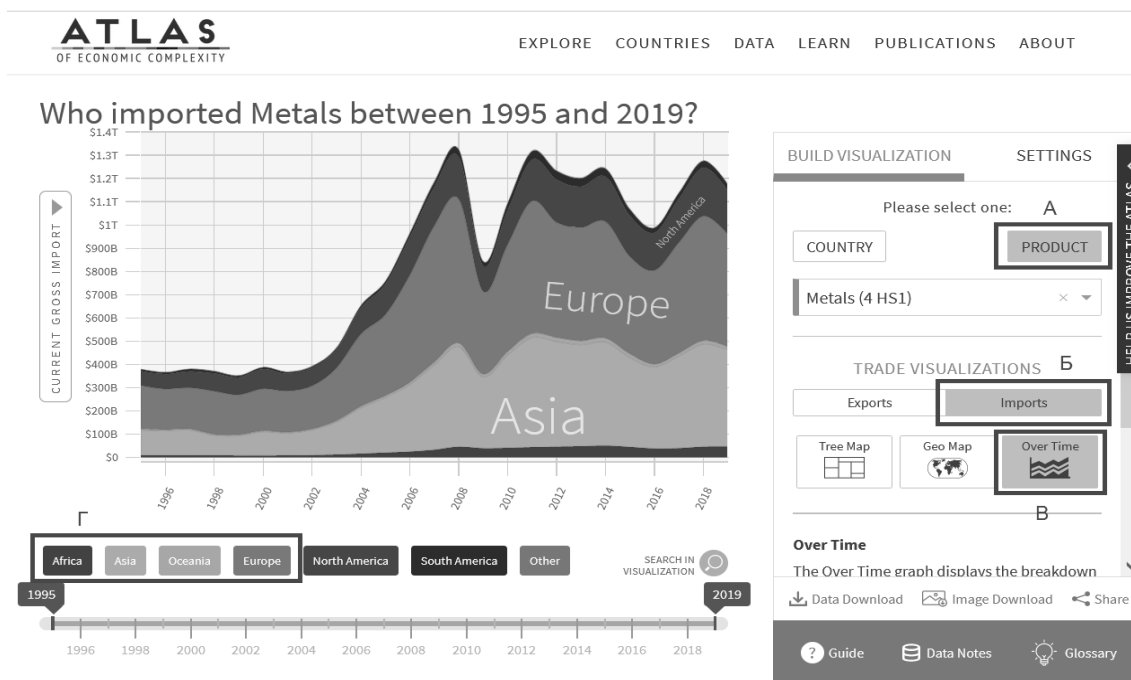 ATLAS
OF ECONOMIC COMPLEXITY
EXPLORE COUNTRIES DATA LEARN PUBLICATIONS ABOUT
Who imported Metals between 1995 and 2019?
$1.4T
$1.3T
$1.2T
$1.1T
$1T
$900B
$800B
$700B
$600B
$500B
$400B
$300B
$200B
$100B
$0
CURRENT GROSS IMPORT
North America
Europe
Asia
1996 1998 2000 2002 2004 2006 2008 2010 2012 2014 2016 2018
Г
Africa Asia Oceania Europe North America South America Other
SEARCH IN
VISUALIZATION
1995 2019
1996 1998 2000 2002 2004 2006 2008 2010 2012 2014 2016 2018
BUILD VISUALIZATION SETTINGS
Please select one: А
COUNTRY PRODUCT
Metals (4 HS1)
TRADE VISUALIZATIONS Б
Exports Imports
Tree Map Geo Map Over Time
В
Over Time
The Over Time graph displays the breakdown
Data Download Image Download Share
? Guide Data Notes Glossary
HELP US IMPROVE THE ATLAS